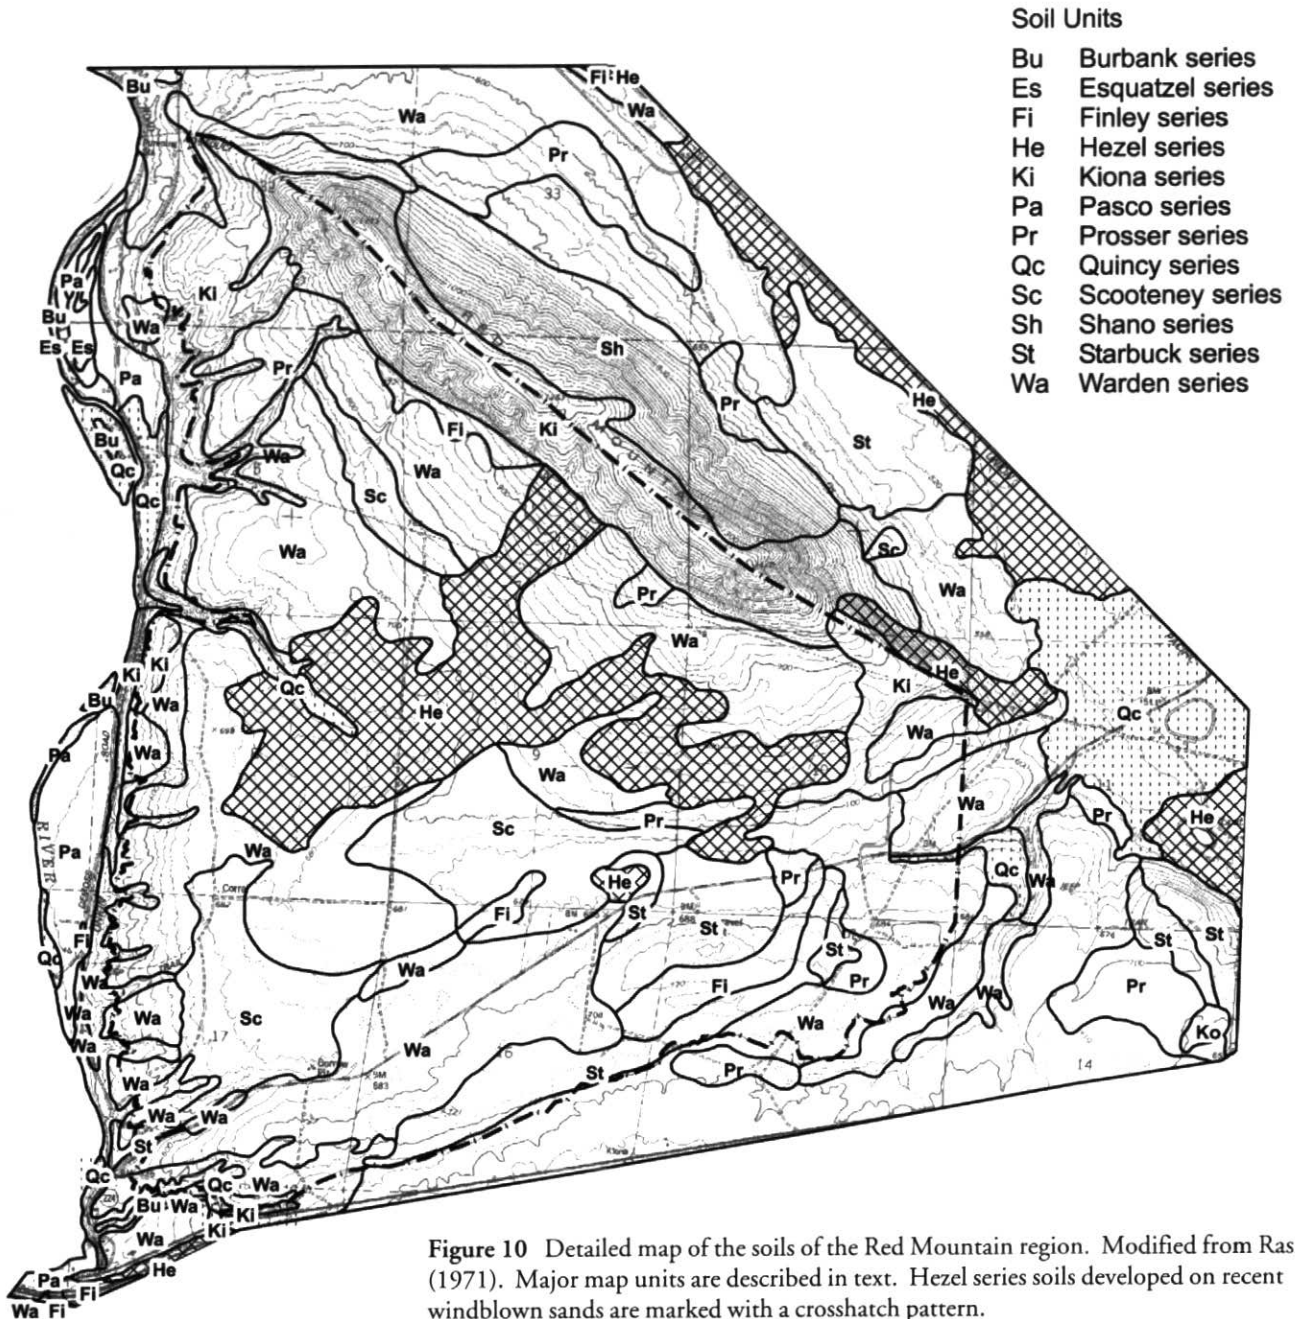 Soil Units
Bu Burbank series
Es Esquatzel series
Fi Finley series
He Hezel series
Ki Kiona series
Pa Pasco series
Pr Prosser series
Qc Quincy series
Sc Scooteney series
Sh Shano series
St Starbuck series
Wa Warden series
Bu
Fi He
Wa
Wa
Pr
33
Pa
Ki
Bu
Wa
Es Es
Sh
Pr
Pa
Pr
He
Fi
Ki
St
Bu
Wa
Wa
Qc
Sc
Qc
Wa
Sc
Pr
Wa
Wa
Ki
Ki
He
Ki
Bu
Wa
Qc
He
Qc
Wa
Pa
Wa
9
Wa
Wa
Pr
He
Sc
Pr
RIVER
Pa
Wa
He
Pr
Qc
Wa
Fi
St
St
Fi
St
St
St
Qc
Wa
Wa
Pr
Fi
Wa
Wa
Pr
Wa
Wa
Sc
Wa
Ko
17
Wa
Wa
16
St
Pr
14
Wa
Wa
Wa
St
Qc
Qc
Wa
Bu
Wa
Ki
Ki
Wa
He
Pa
Fi
Wa Fi
Figure 10 Detailed map of the soils of the Red Mountain region. Modified from Ras
(1971). Major map units are described in text. Hezel series soils developed on recent
windblown sands are marked with a crosshatch pattern.